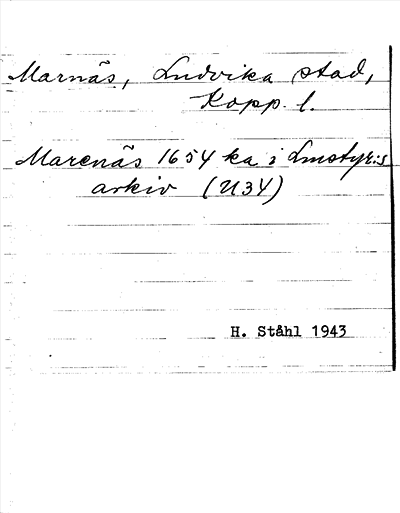 Marnäs, Ludvika stad,
Kopp. l.
Marenäs 1654 ka i Lmstyr:s
arkiv (U34)
H. Ståhl 1943